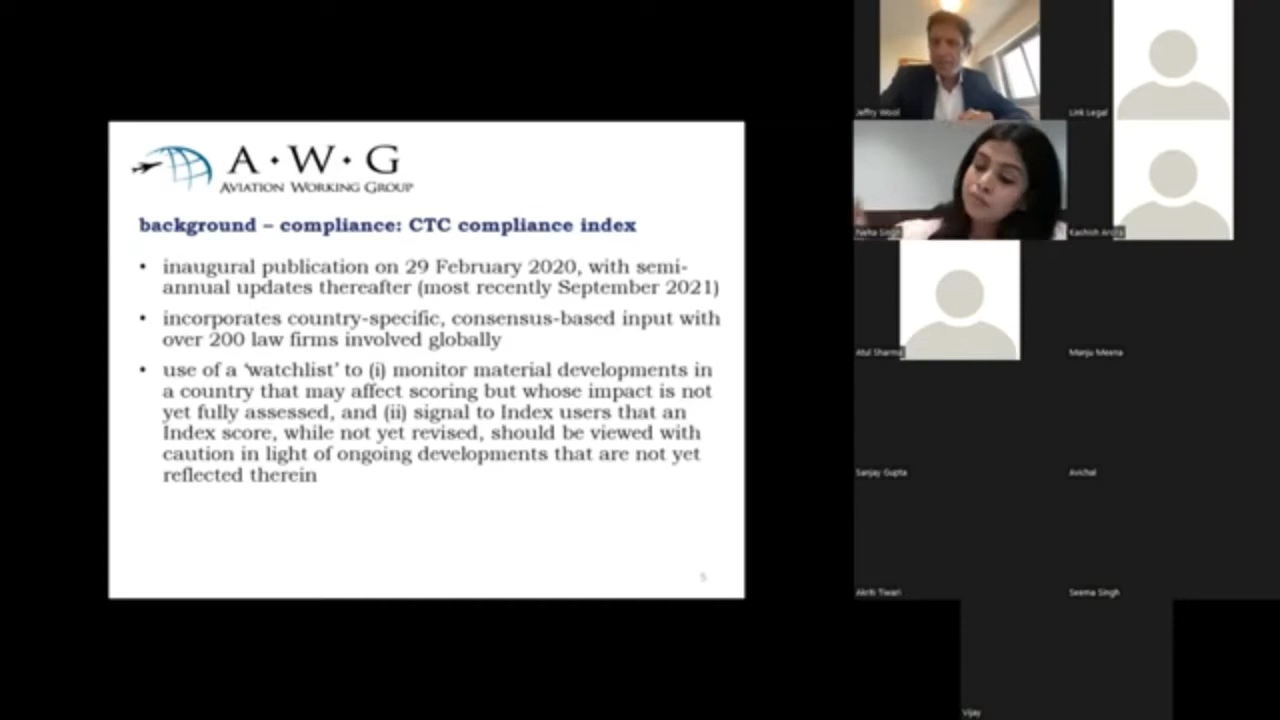 A·W·G
AVIATION WORKING GROUP
background – compliance: CTC compliance index
• inaugural publication on 29 February 2020, with semi-
annual updates thereafter (most recently September 2021)
• incorporates country-specific, consensus-based input with
over 200 law firms involved globally
• use of a ‘watchlist’ to (i) monitor material developments in
a country that may affect scoring but whose impact is not
yet fully assessed, and (ii) signal to Index users that an
Index score, while not yet revised, should be viewed with
caution in light of ongoing developments that are not yet
reflected therein
5
Jeffry Wool
Link Legal
Neha Singh
Kashish Arora
Atul Sharma
Manju Meena
Sanjay Gupta
Avichal
Akriti Tiwari
Seema Singh
Vijay